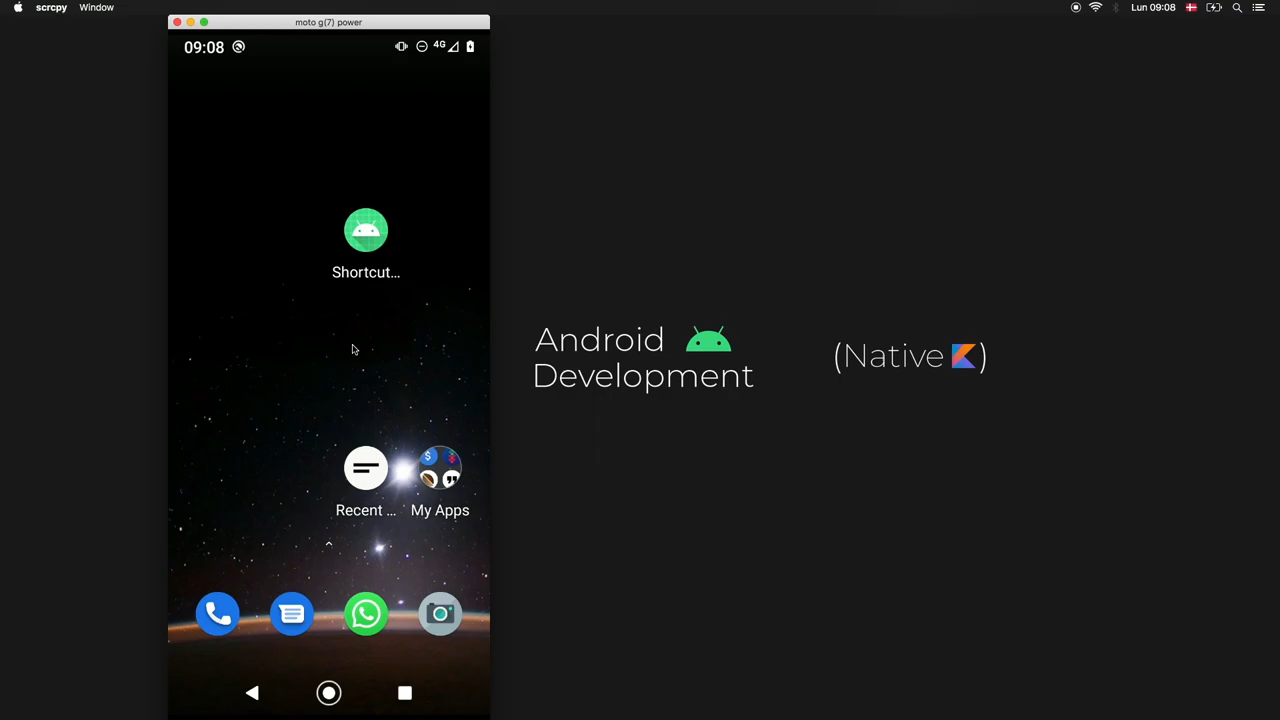 scrcpy Window Lun 09:08
moto g(7) power
09:08 4G
Shortcut...
Recent ... My Apps
Android
Development
(Native )